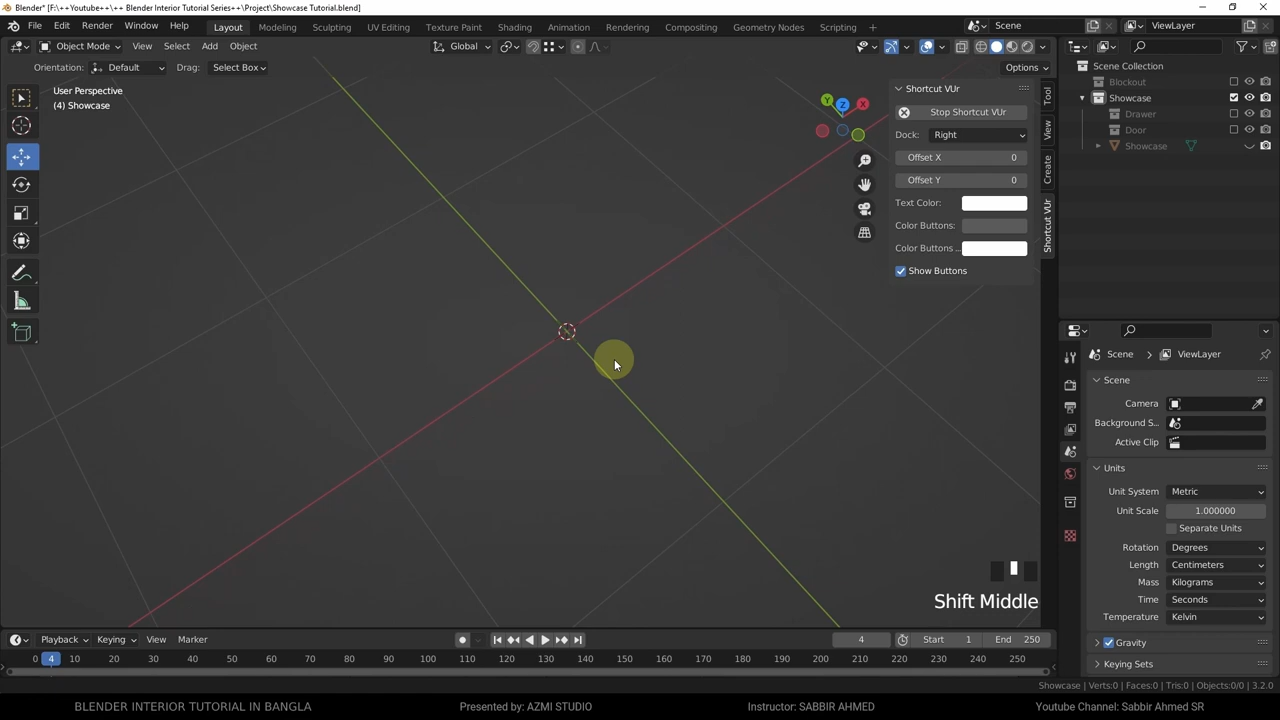 Blender* [F:\++Youtube++\++ Blender Interior Tutorial Series++\Project\Showcase Tutorial.blend]
File Edit Render Window Help Layout Modeling Sculpting UV Editing Texture Paint Shading Animation Rendering Compositing Geometry Nodes Scripting + Scene ViewLayer
Object Mode View Select Add Object Global
Orientation: Default Drag: Select Box Options
User Perspective
(4) Showcase
Shortcut VUr
Stop Shortcut VUr
Dock: Right
Offset X 0
Offset Y 0
Text Color:
Color Buttons:
Color Buttons ...
Show Buttons
Tool
View
Create
Shortcut VUr
X
Y
Z
Scene Collection
Blockout
Showcase
Drawer
Door
Showcase
Scene ViewLayer
Scene
Camera
Background S...
Active Clip
Units
Unit System Metric
Unit Scale 1.000000
Separate Units
Rotation Degrees
Length Centimeters
Mass Kilograms
Time Seconds
Temperature Kelvin
Gravity
Keying Sets
Shift Middle
Playback Keying View Marker 4 Start 1 End 250
0 4 10 20 30 40 50 60 70 80 90 100 110 120 130 140 150 160 170 180 190 200 210 220 230 240 250
Showcase | Verts:0 | Faces:0 | Tris:0 | Objects:0/0 | 3.2.0
BLENDER INTERIOR TUTORIAL IN BANGLA Presented by: AZMI STUDIO Instructor: SABBIR AHMED Youtube Channel: Sabbir Ahmed SR